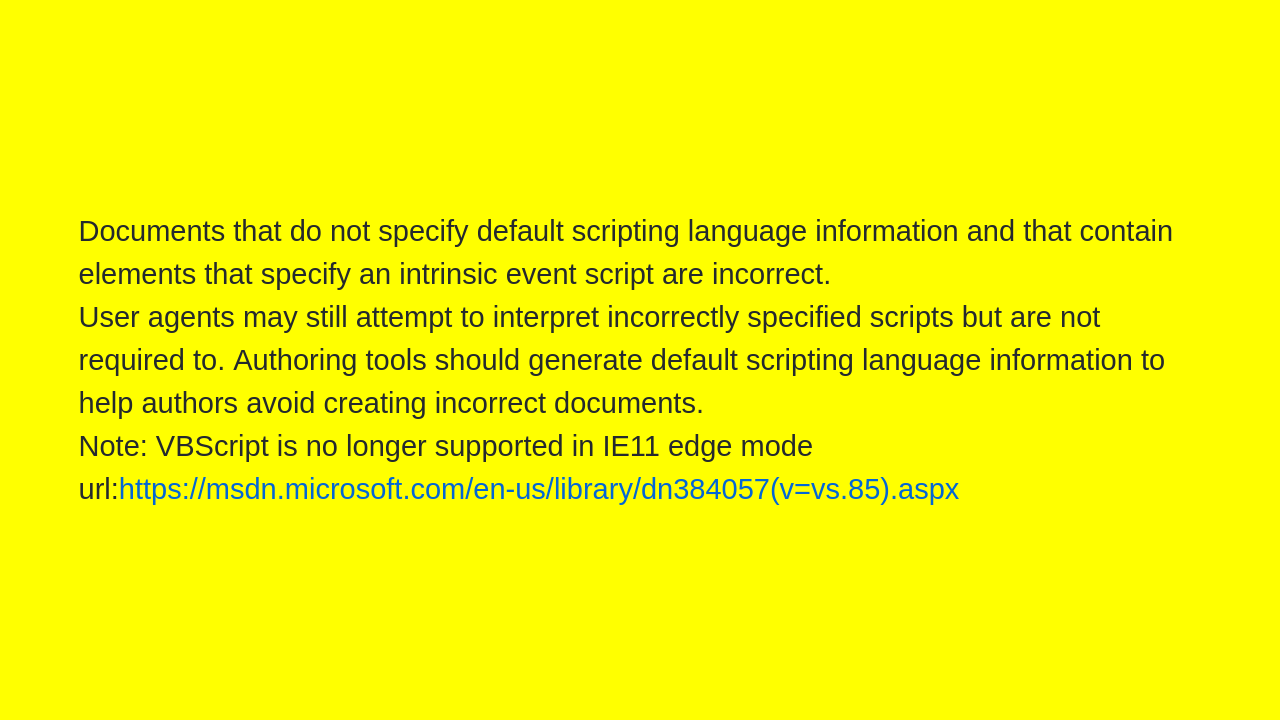 Documents that do not specify default scripting language information and that contain
elements that specify an intrinsic event script are incorrect.
User agents may still attempt to interpret incorrectly specified scripts but are not
required to. Authoring tools should generate default scripting language information to
help authors avoid creating incorrect documents.
Note: VBScript is no longer supported in IE11 edge mode
url:https://msdn.microsoft.com/en-us/library/dn384057(v=vs.85).aspx